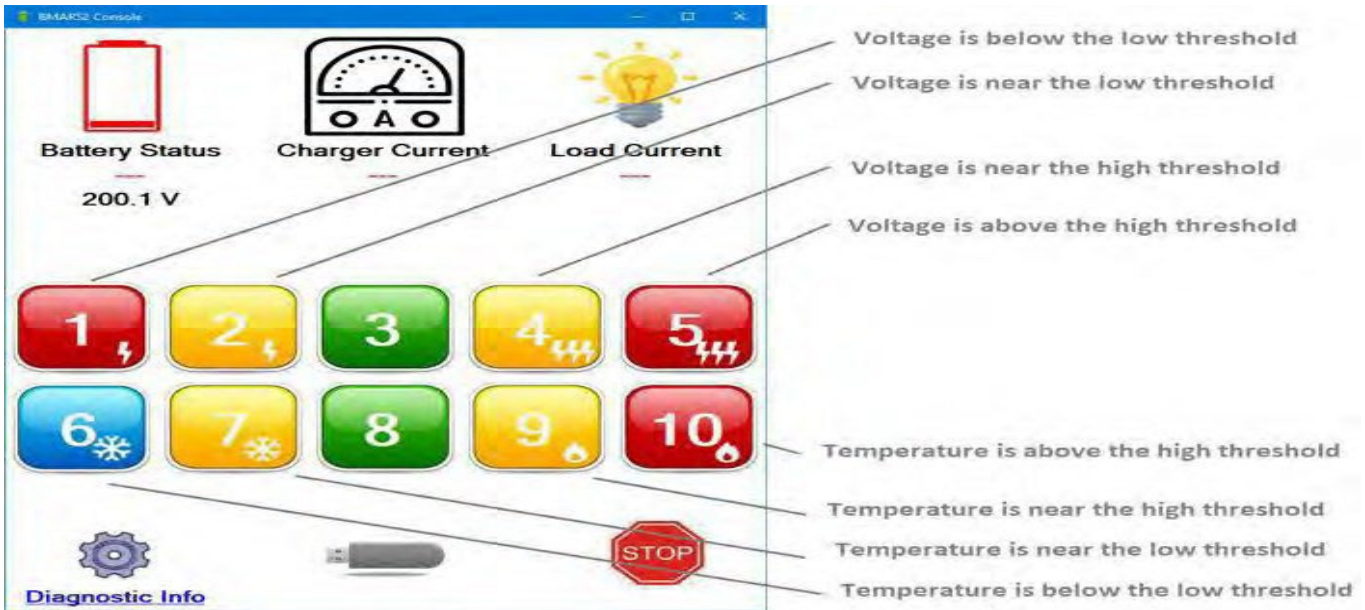 BMARS2 Console
Voltage is below the low threshold
Voltage is near the low threshold
O A O
Battery Status
Charger Current
Load Current
---
---
---
200.1 V
Voltage is near the high threshold
Voltage is above the high threshold
1
2
3
4
5
6
7
8
9
10
Temperature is above the high threshold
Temperature is near the high threshold
STOP
Temperature is near the low threshold
Diagnostic Info
Temperature is below the low threshold